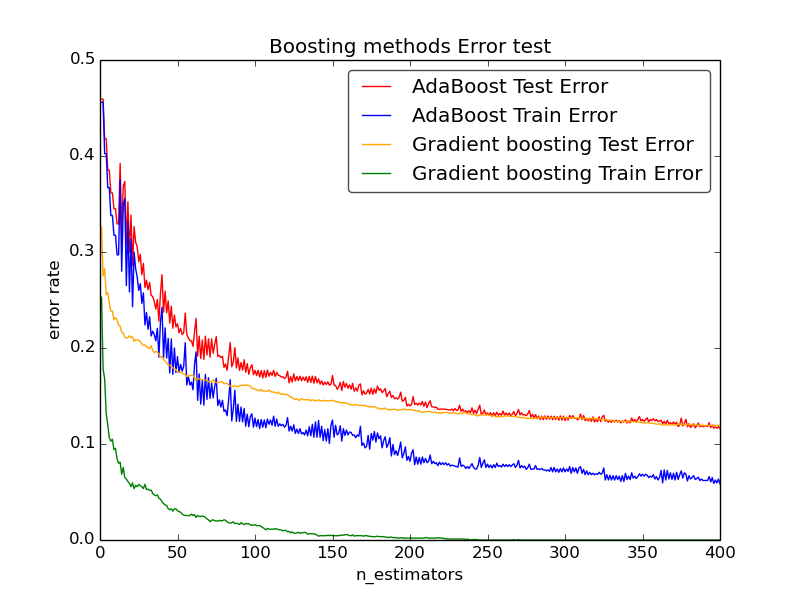 Boosting methods Error test
AdaBoost Test Error
AdaBoost Train Error
Gradient boosting Test Error
Gradient boosting Train Error
error rate
0.5
0.4
0.3
0.2
0.1
0.0
0 50 100 150 200 250 300 350 400
n_estimators